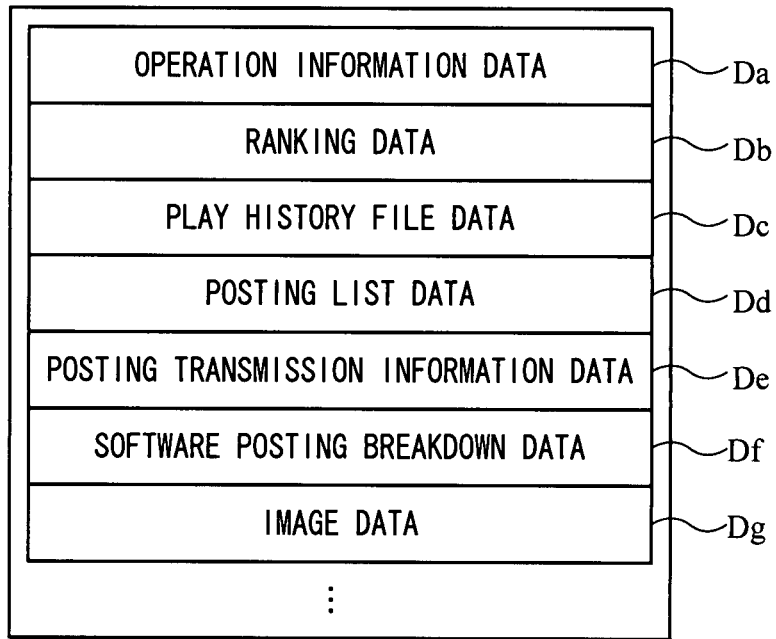 OPERATION INFORMATION DATA Da
RANKING DATA Db
PLAY HISTORY FILE DATA Dc
POSTING LIST DATA Dd
POSTING TRANSMISSION INFORMATION DATA De
SOFTWARE POSTING BREAKDOWN DATA Df
IMAGE DATA Dg
⋮